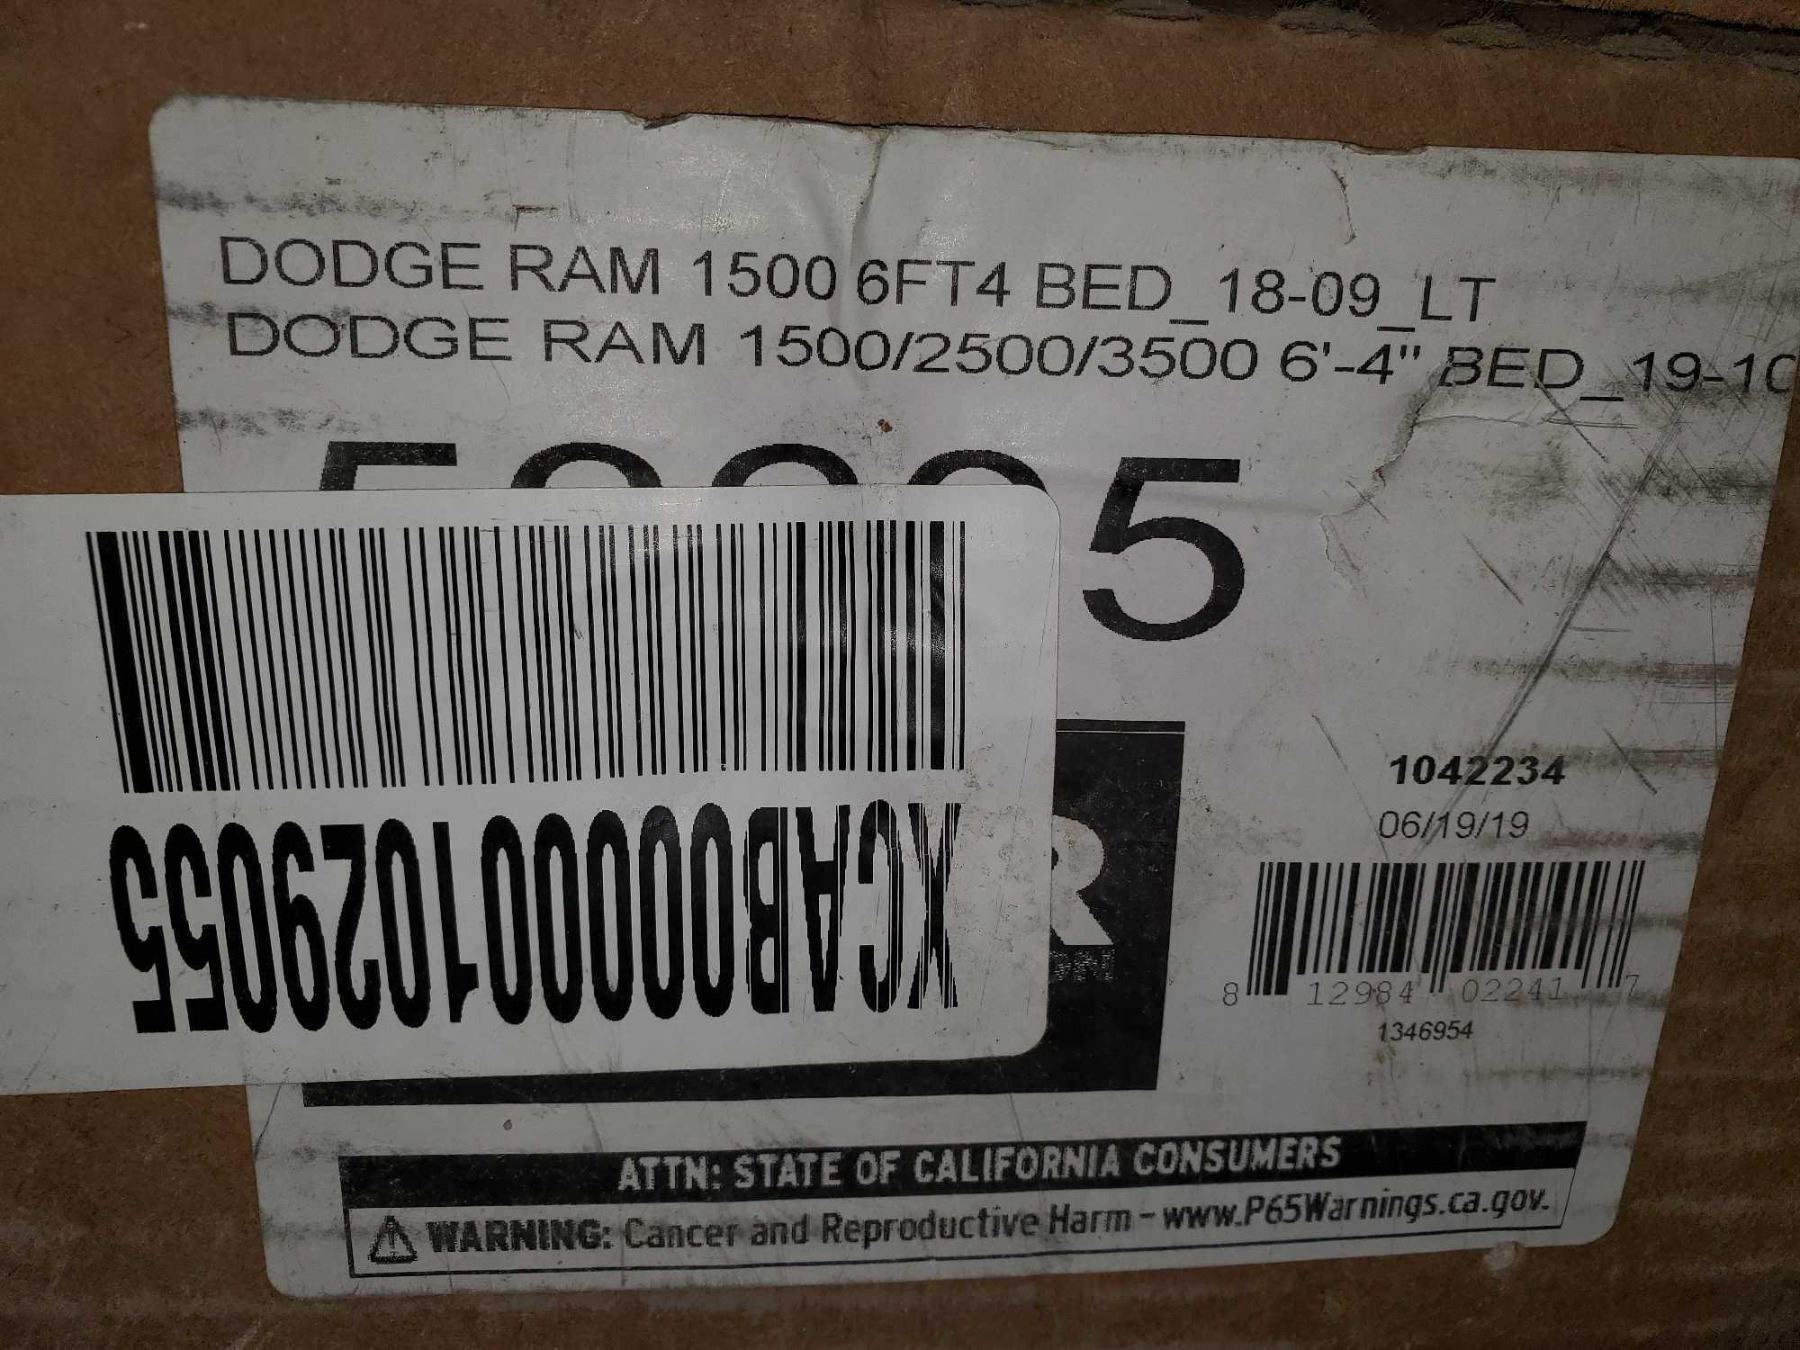 DODGE RAM 1500 6FT4 BED_18-09_LT
DODGE RAM 1500/2500/3500 6'-4" BED_19-10
5
1042234
06/19/19
8 12984 02241 7
1346954
XCAB00001029055
R
ATTN: STATE OF CALIFORNIA CONSUMERS
WARNING: Cancer and Reproductive Harm - www.P65Warnings.ca.gov.